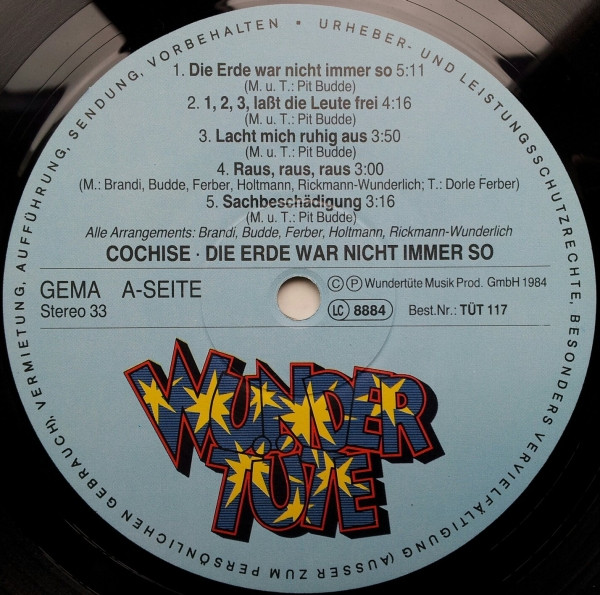 URHEBER- UND LEISTUNGSSCHUTZRECHTE, BESONDERS VERVIELFÄLTIGUNG (AUSSER ZUM PERSÖNLICHEN GEBRAUCH), VERMIETUNG, AUFFÜHRUNG, SENDUNG, VORBEHALTEN
1. Die Erde war nicht immer so 5:11
(M. u. T.: Pit Budde)
2. 1, 2, 3, laßt die Leute frei 4:16
(M. u. T.: Pit Budde)
3. Lacht mich ruhig aus 3:50
(M. u. T.: Pit Budde)
4. Raus, raus, raus 3:00
(M.: Brandi, Budde, Ferber, Holtmann, Rickmann-Wunderlich; T.: Dorle Ferber)
5. Sachbeschädigung 3:16
(M. u. T.: Pit Budde)
Alle Arrangements: Brandi, Budde, Ferber, Holtmann, Rickmann-Wunderlich
COCHISE · DIE ERDE WAR NICHT IMMER SO
GEMA A-SEITE
Stereo 33
© ℗ Wundertüte Musik Prod. GmbH 1984
LC 8884 Best.Nr.: TÜT 117
WUNDER
TÜTE